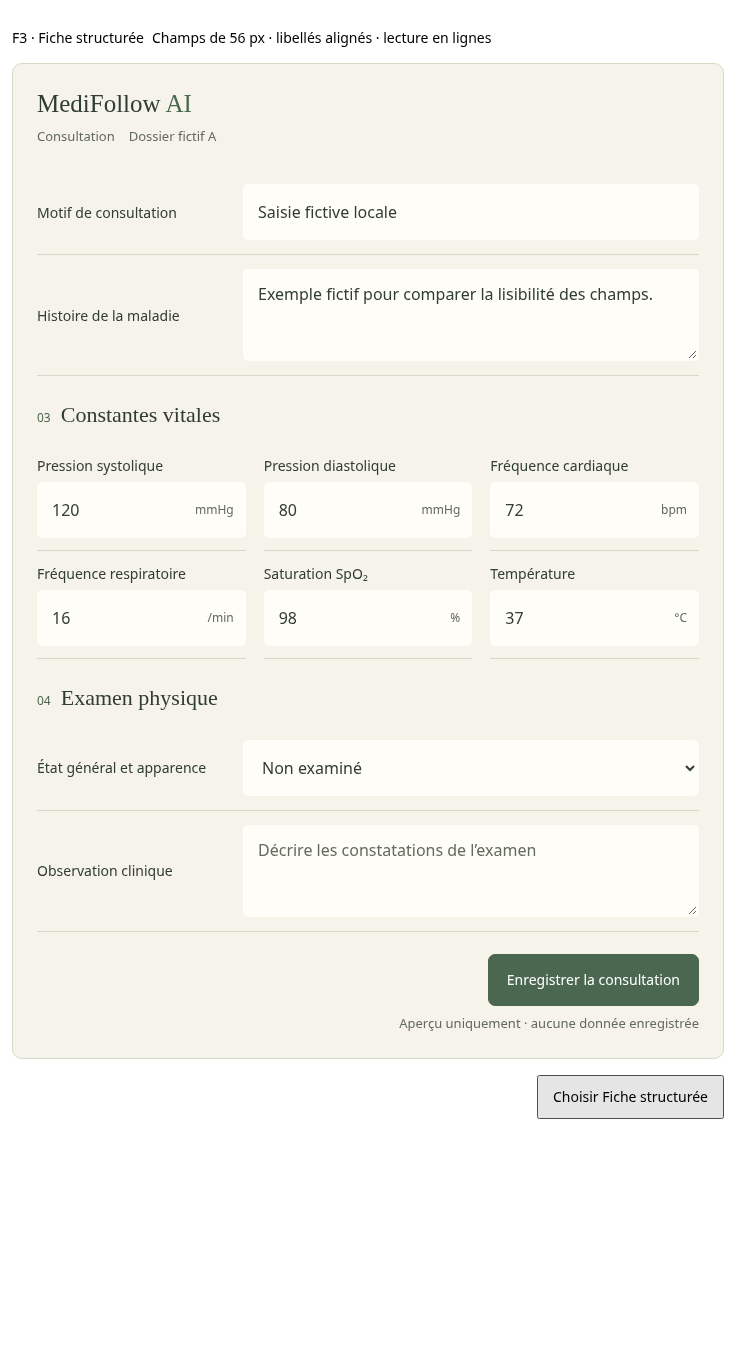 F3 · Fiche structurée  Champs de 56 px · libellés alignés · lecture en lignes
MediFollow AI
Consultation  Dossier fictif A
Motif de consultation  Saisie fictive locale
Histoire de la maladie  Exemple fictif pour comparer la lisibilité des champs.
03 Constantes vitales
Pression systolique  Pression diastolique  Fréquence cardiaque
120 mmHg  80 mmHg  72 bpm
Fréquence respiratoire  Saturation SpO₂  Température
16 /min  98 %  37 °C
04 Examen physique
État général et apparence  Non examiné
Observation clinique  Décrire les constatations de l’examen
Enregistrer la consultation
Aperçu uniquement · aucune donnée enregistrée
Choisir Fiche structurée